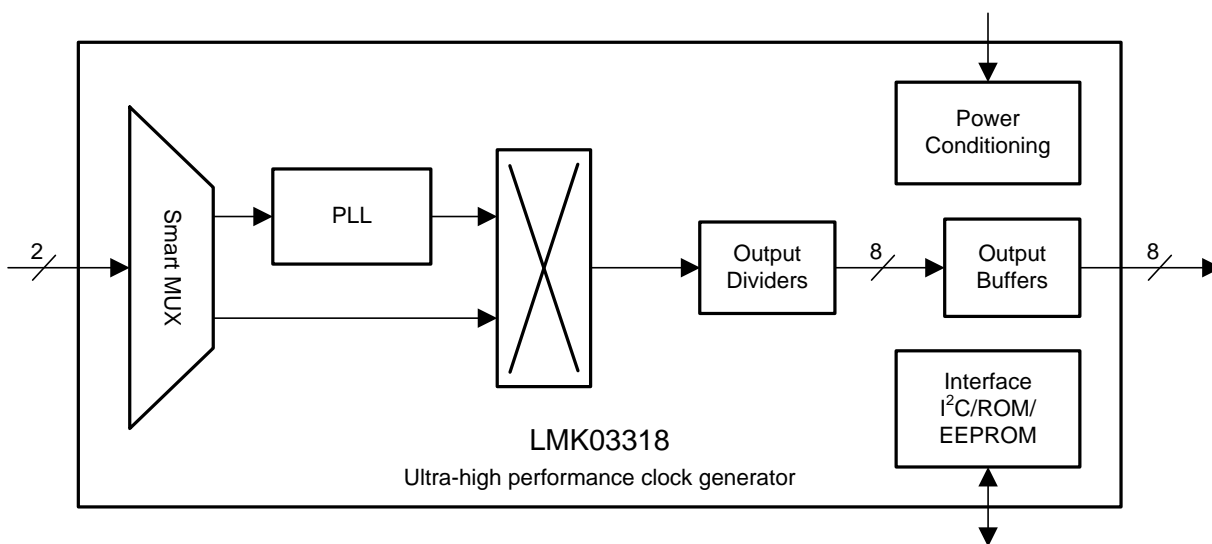 Power
Conditioning
Smart MUX
PLL
2
Output
Dividers
8
Output
Buffers
8
Interface
I²C/ROM/
EEPROM
LMK03318
Ultra-high performance clock generator